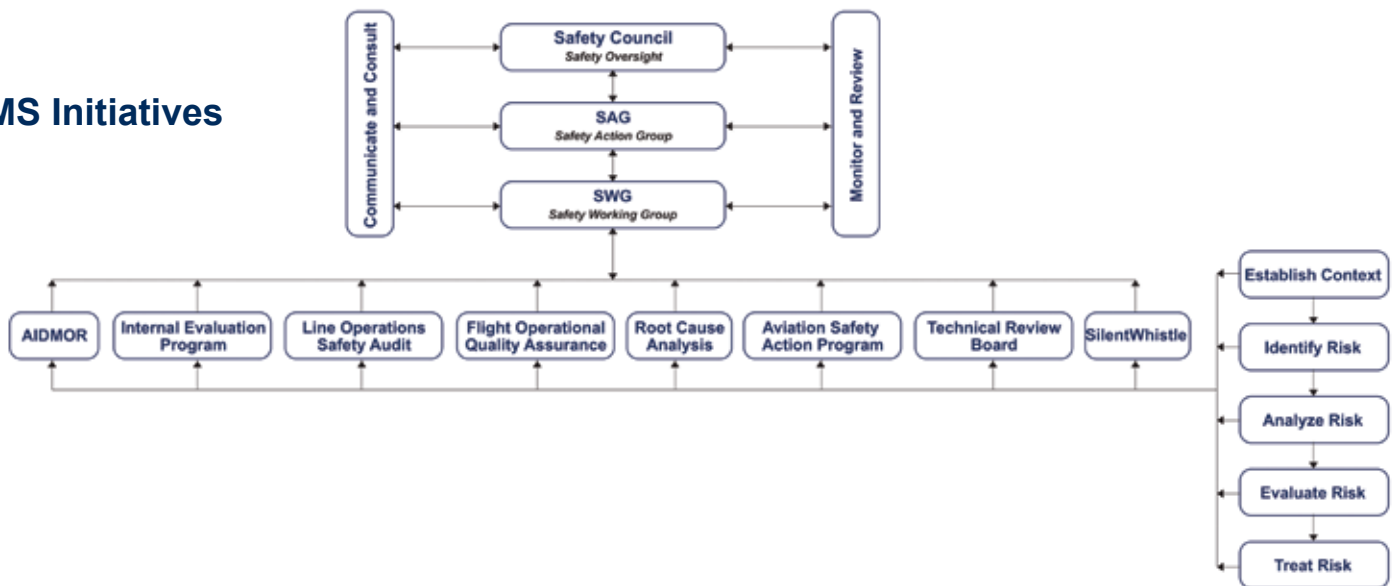 MS Initiatives
Communicate and Consult
Safety Council
Safety Oversight
SAG
Safety Action Group
SWG
Safety Working Group
Monitor and Review
AIDMOR
Internal Evaluation
Program
Line Operations
Safety Audit
Flight Operational
Quality Assurance
Root Cause
Analysis
Aviation Safety
Action Program
Technical Review
Board
SilentWhistle
Establish Context
Identify Risk
Analyze Risk
Evaluate Risk
Treat Risk